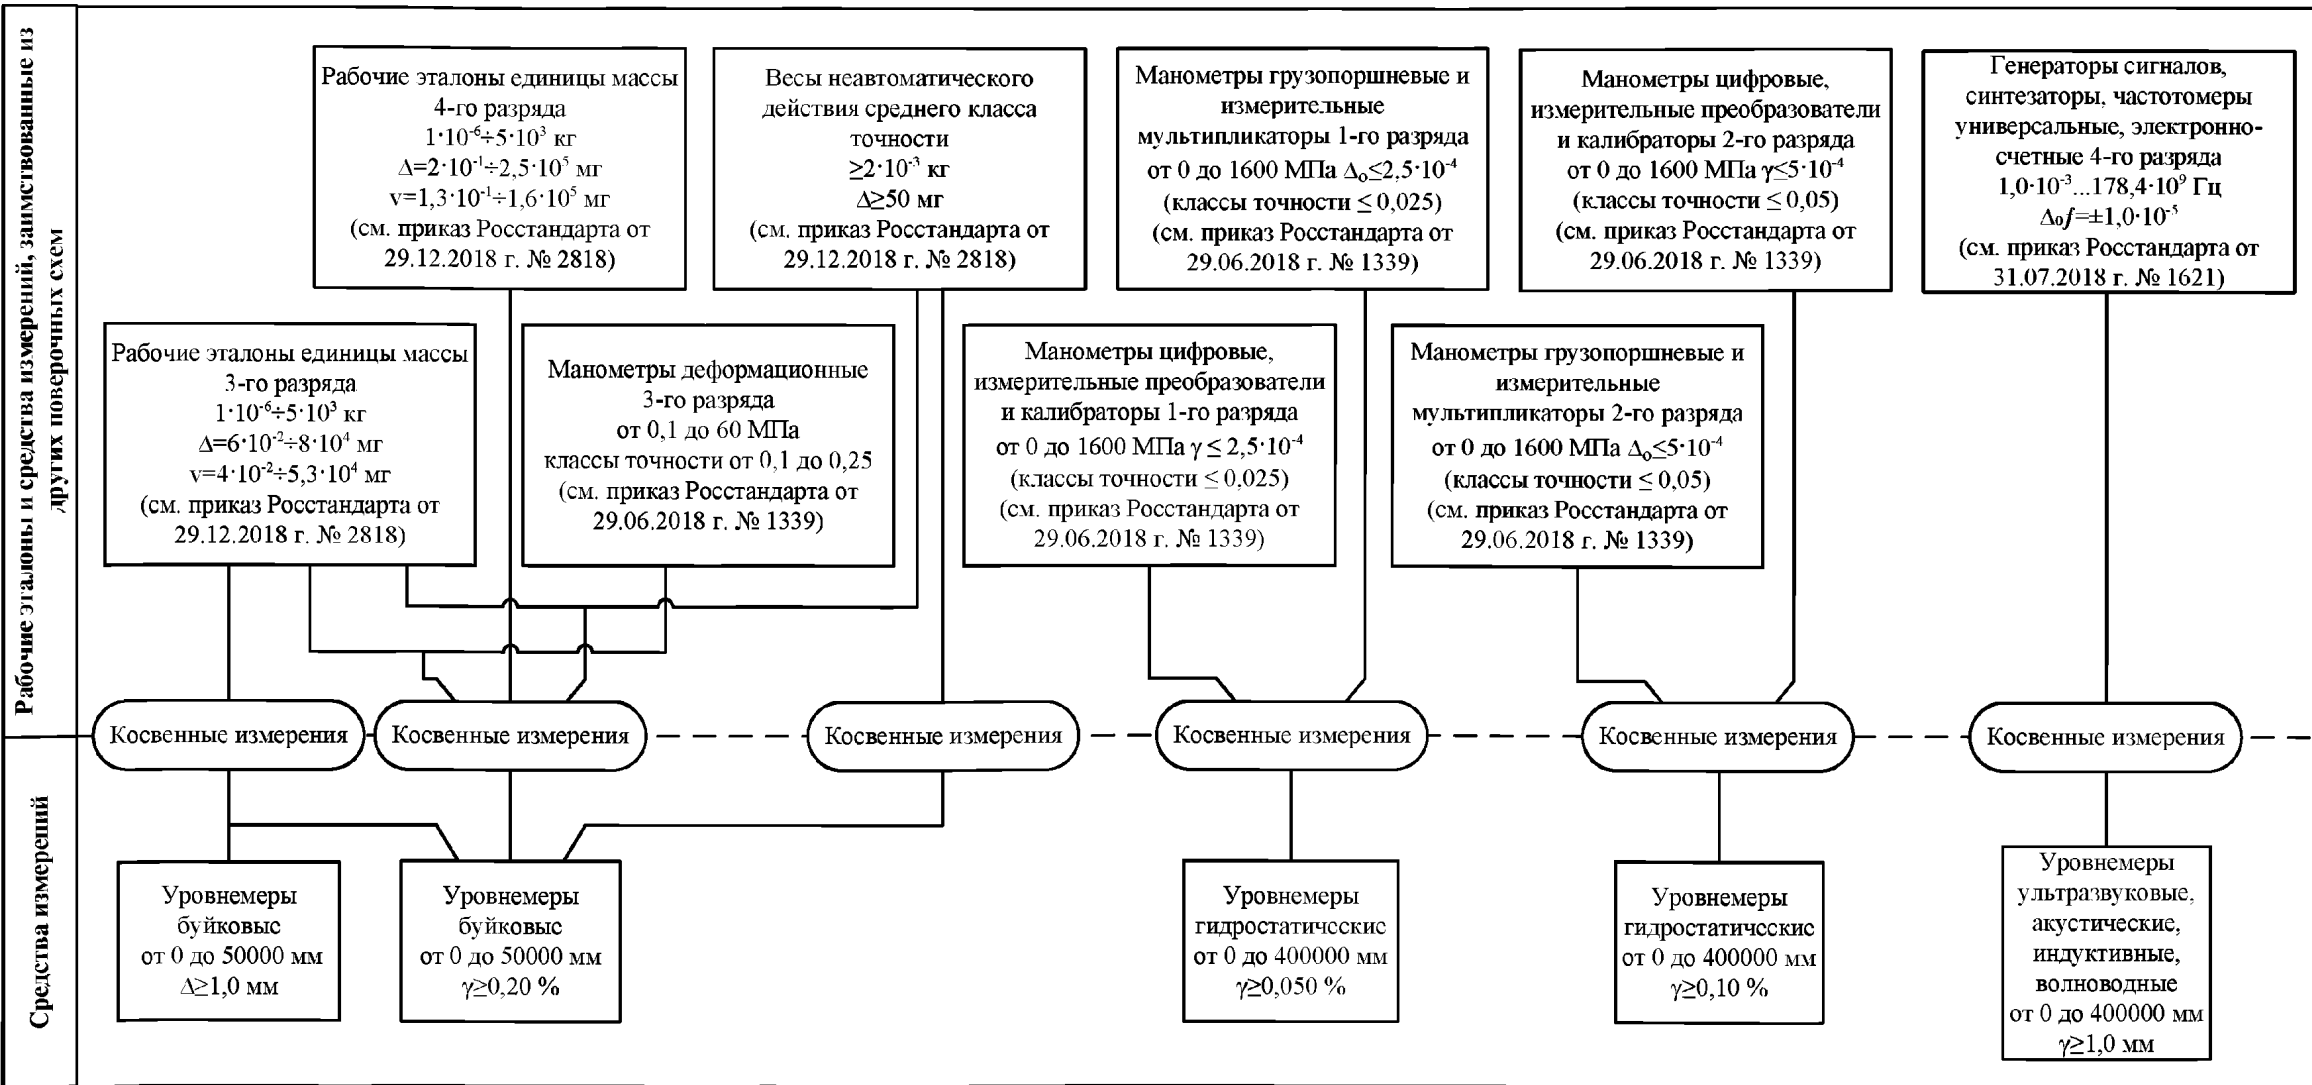 Рабочие эталоны и средства измерений, заимствованные из
других поверочных схем
Рабочие эталоны единицы массы
4-го разряда
1·10⁻⁶÷5·10³ кг
Δ=2·10⁻¹÷2,5·10⁵ мг
v=1,3·10⁻¹÷1,6·10⁵ мг
(см. приказ Росстандарта от
29.12.2018 г. № 2818)
Весы неавтоматического
действия среднего класса
точности
≥2·10⁻³ кг
Δ≥50 мг
(см. приказ Росстандарта от
29.12.2018 г. № 2818)
Манометры грузопоршневые и
измерительные
мультипликаторы 1-го разряда
от 0 до 1600 МПа Δₒ≤2,5·10⁻⁴
(классы точности ≤ 0,025)
(см. приказ Росстандарта от
29.06.2018 г. № 1339)
Манометры цифровые,
измерительные преобразователи
и калибраторы 2-го разряда
от 0 до 1600 МПа γ≤5·10⁻⁴
(классы точности ≤ 0,05)
(см. приказ Росстандарта от
29.06.2018 г. № 1339)
Генераторы сигналов,
синтезаторы, частотомеры
универсальные, электронно-
счетные 4-го разряда
1,0·10⁻³...178,4·10⁹ Гц
Δ₀f=±1,0·10⁻⁵
(см. приказ Росстандарта от
31.07.2018 г. № 1621)
Рабочие эталоны единицы массы
3-го разряда
1·10⁻⁶÷5·10³ кг
Δ=6·10⁻²÷8·10⁴ мг
v=4·10⁻²÷5,3·10⁴ мг
(см. приказ Росстандарта от
29.12.2018 г. № 2818)
Манометры деформационные
3-го разряда
от 0,1 до 60 МПа
классы точности от 0,1 до 0,25
(см. приказ Росстандарта от
29.06.2018 г. № 1339)
Манометры цифровые,
измерительные преобразователи
и калибраторы 1-го разряда
от 0 до 1600 МПа γ ≤ 2,5·10⁻⁴
(классы точности ≤ 0,025)
(см. приказ Росстандарта от
29.06.2018 г. № 1339)
Манометры грузопоршневые и
измерительные
мультипликаторы 2-го разряда
от 0 до 1600 МПа Δₒ≤5·10⁻⁴
(классы точности ≤ 0,05)
(см. приказ Росстандарта от
29.06.2018 г. № 1339)
Косвенные измерения
Косвенные измерения
Косвенные измерения
Косвенные измерения
Косвенные измерения
Косвенные измерения
Средства измерений
Уровнемеры
буйковые
от 0 до 50000 мм
Δ≥1,0 мм
Уровнемеры
буйковые
от 0 до 50000 мм
γ≥0,20 %
Уровнемеры
гидростатические
от 0 до 400000 мм
γ≥0,050 %
Уровнемеры
гидростатические
от 0 до 400000 мм
γ≥0,10 %
Уровнемеры
ультразвуковые,
акустические,
индуктивные,
волноводные
от 0 до 400000 мм
γ≥1,0 мм